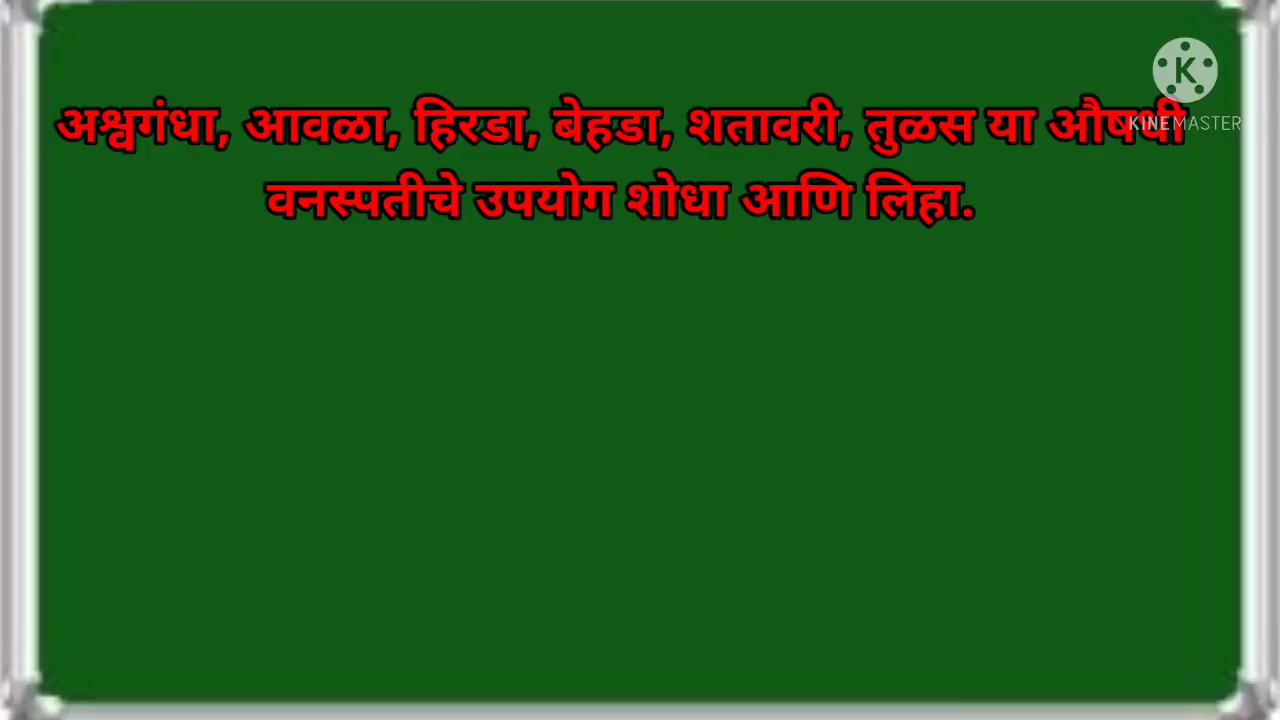 KINEMASTER
अश्वगंधा, आवळा, हिरडा, बेहडा, शतावरी, तुळस या औषधी
वनस्पतीचे उपयोग शोधा आणि लिहा.